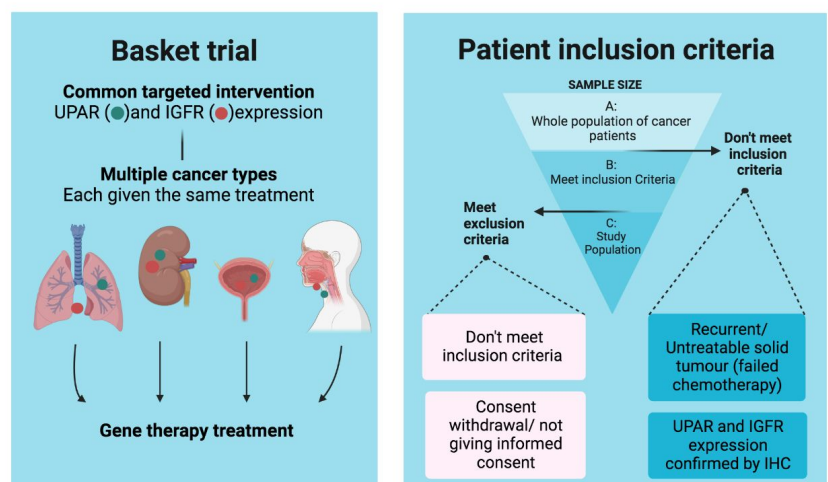 Basket trial
Common targeted intervention
UPAR (●)and IGFR (●)expression
Multiple cancer types
Each given the same treatment
Gene therapy treatment
Patient inclusion criteria
SAMPLE SIZE
A:
Whole population of cancer
patients
Don't meet
inclusion
criteria
B:
Meet inclusion Criteria
Meet
exclusion
criteria
C:
Study
Population
Don't meet
inclusion criteria
Consent
withdrawal/ not
giving informed
consent
Recurrent/
Untreatable solid
tumour (failed
chemotherapy)
UPAR and IGFR
expression
confirmed by IHC